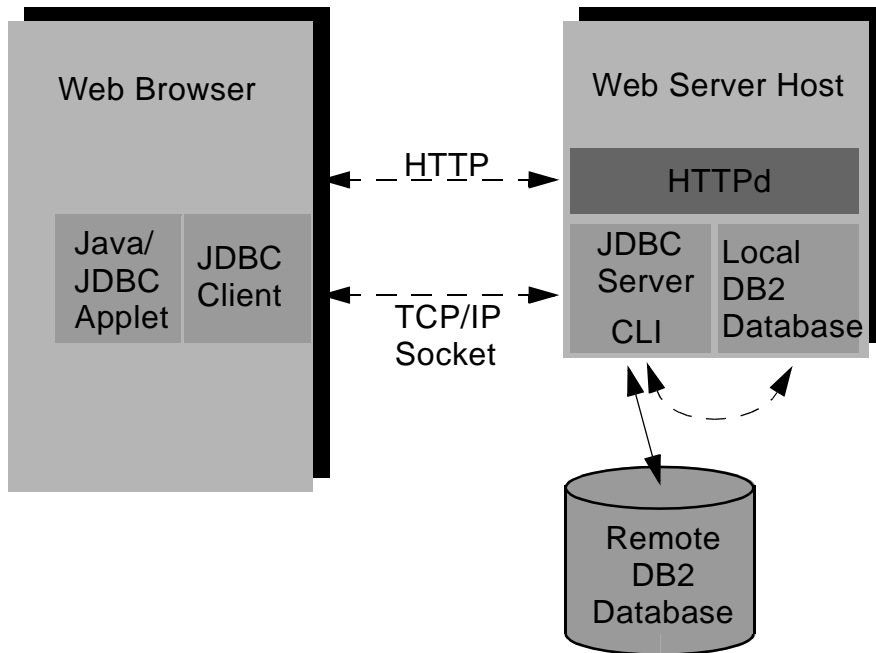 Web Browser
Web Server Host
HTTP
HTTPd
Java/
JDBC
Applet
JDBC
Client
JDBC
Server
CLI
Local
DB2
Database
TCP/IP
Socket
Remote
DB2
Database